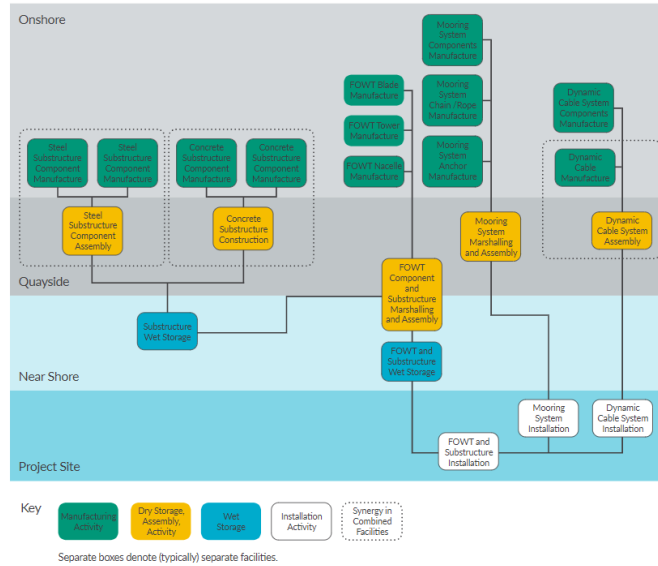 Onshore
Mooring
System
Components
Manufacture
FOWT Blade
Manufacture
Mooring
System
Chain /Rope
Manufacture
Dynamic
Cable System
Components
Manufacture
FOWT Tower
Manufacture
Steel
Substructure
Component
Manufacture
Steel
Substructure
Component
Manufacture
Concrete
Substructure
Component
Manufacture
Concrete
Substructure
Component
Manufacture
FOWT Nacelle
Manufacture
Mooring
System
Anchor
Manufacture
Dynamic
Cable
Manufacture
Steel
Substructure
Component
Assembly
Concrete
Substructure
Construction
Mooring
System
Marshalling
and Assembly
Dynamic
Cable System
Assembly
Quayside
FOWT
Component
and
Substructure
Marshalling
and Assembly
Substructure
Wet Storage
FOWT and
Substructure
Wet Storage
Near Shore
Mooring
System
Installation
Dynamic
Cable System
Installation
FOWT and
Substructure
Installation
Project Site
Key
Manufacturing
Activity
Dry Storage,
Assembly,
Activity
Wet
Storage
Installation
Activity
Synergy in
Combined
Facilities
Separate boxes denote (typically) separate facilities.